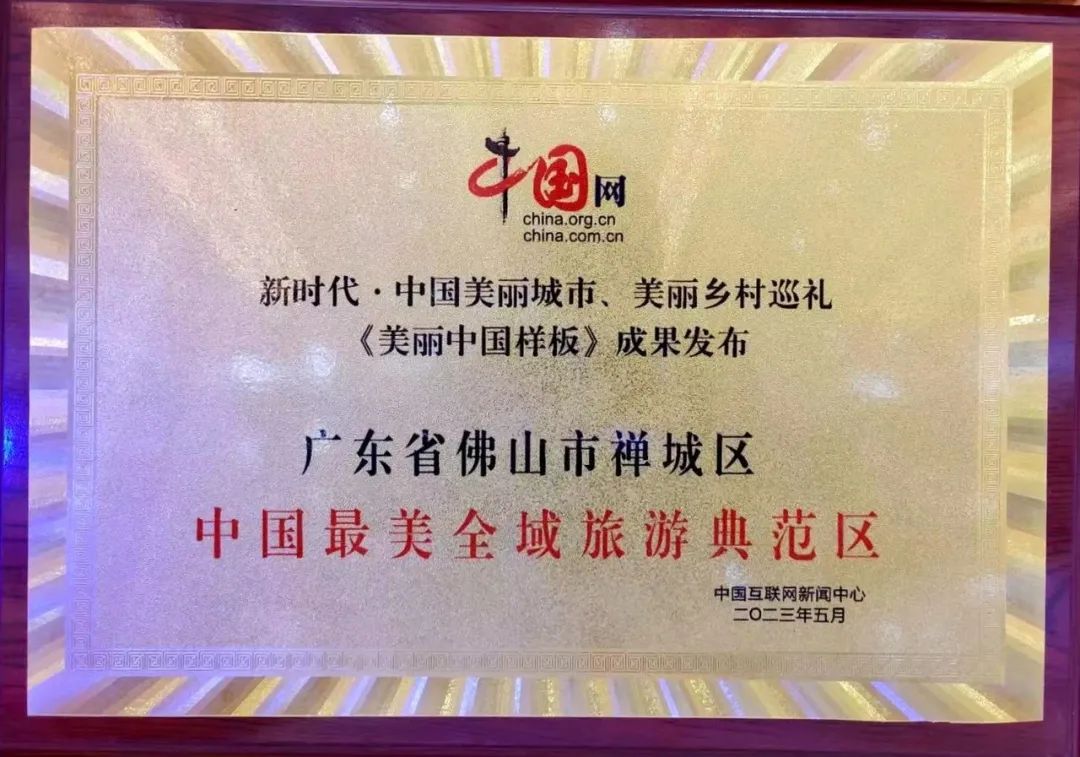 中国网
china.org.cn
china.com.cn
新时代·中国美丽城市、美丽乡村巡礼
《美丽中国样板》成果发布
广东省佛山市禅城区
中国最美全域旅游典范区
中国互联网新闻中心
二〇二三年五月